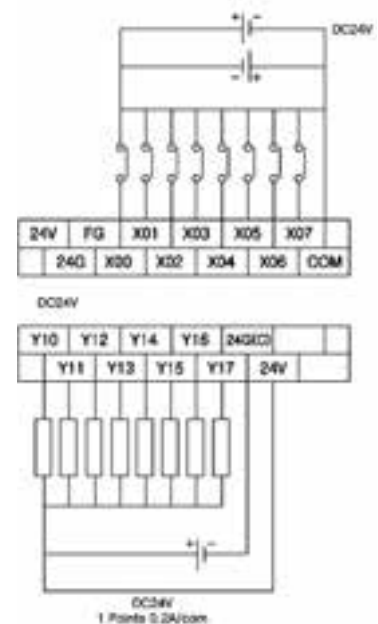 + -
DC24V
- +
24V FG X01 X03 X05 X07
24G X00 X02 X04 X06 COM
DC24V
Y10 Y12 Y14 Y16 24G(C)
Y11 Y13 Y15 Y17 24V
+ -
DC24V
1 Points 0.2A/com